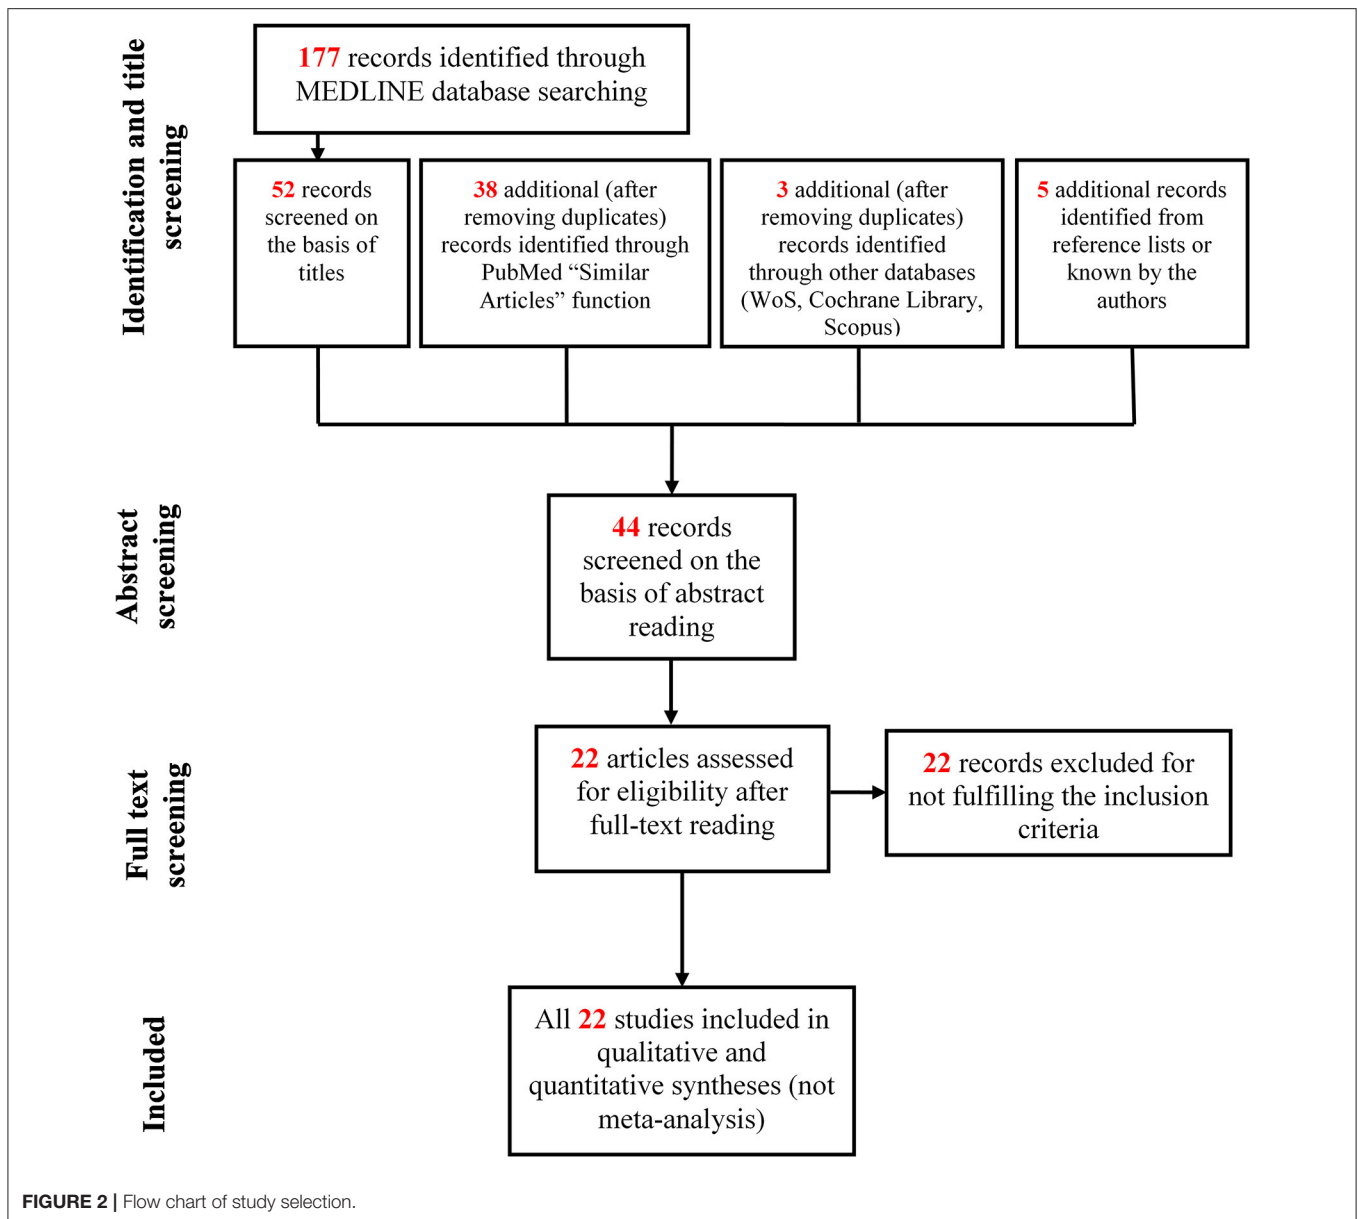 Identification and title
screening
177 records identified through
MEDLINE database searching
52 records
screened on
the basis of
titles
38 additional (after
removing duplicates)
records identified through
PubMed “Similar
Articles” function
3 additional (after
removing duplicates)
records identified
through other databases
(WoS, Cochrane Library,
Scopus)
5 additional records
identified from
reference lists or
known by the
authors
Abstract
screening
44 records
screened on the
basis of abstract
reading
Full text
screening
22 articles assessed
for eligibility after
full-text reading
22 records excluded for
not fulfilling the inclusion
criteria
Included
All 22 studies included in
qualitative and
quantitative syntheses (not
meta-analysis)
FIGURE 2 | Flow chart of study selection.